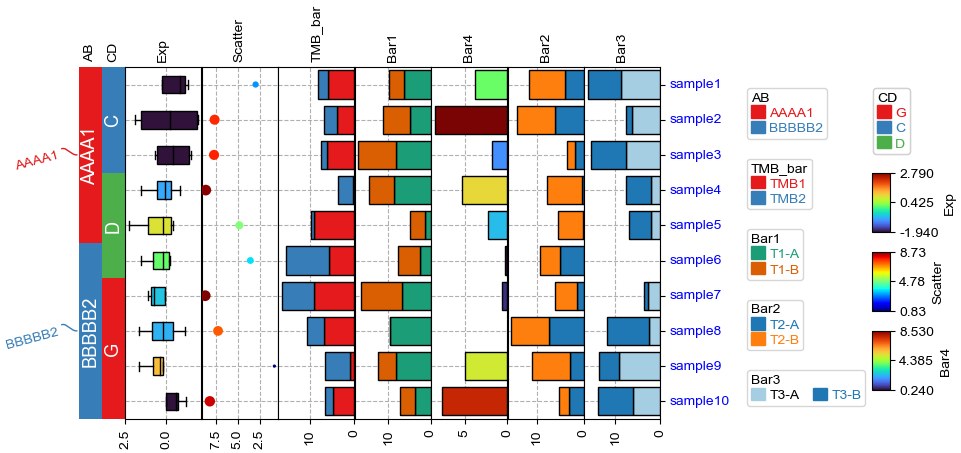 AB
CD
Exp
Scatter
TMB_bar
Bar1
Bar4
Bar2
Bar3
AAAA1
BBBBB2
AAAA1
BBBBB2
C
D
G
sample1
sample2
sample3
sample4
sample5
sample6
sample7
sample8
sample9
sample10
2.5
0.0
7.5
5.0
2.5
10
0
10
0
5
0
10
0
10
0
AB
AAAA1
BBBBB2
TMB_bar
TMB1
TMB2
Bar1
T1-A
T1-B
Bar2
T2-A
T2-B
Bar3
T3-A T3-B
CD
G
C
D
2.790
0.425
-1.940
Exp
8.73
4.78
0.83
Scatter
8.530
4.385
0.240
Bar4